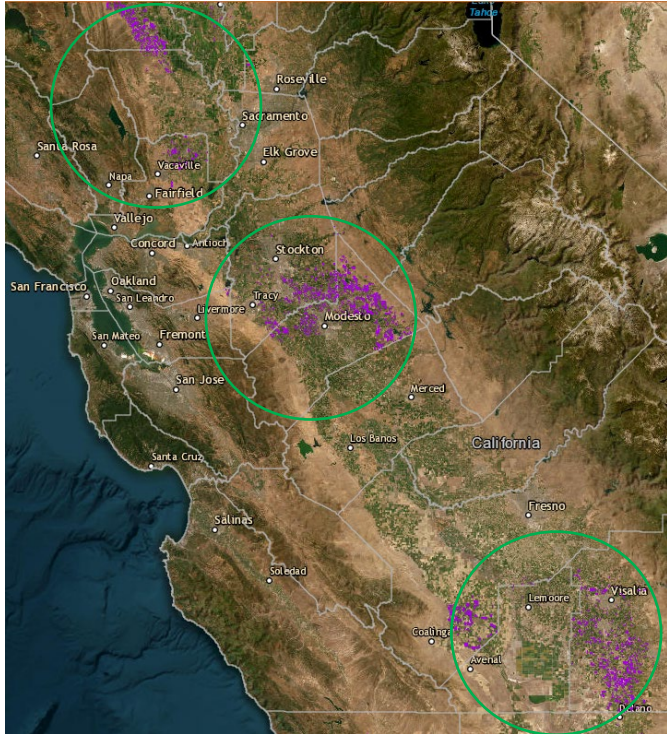 Lake
Tahoe
Roseville
Sacramento
Santa Rosa
Elk Grove
Vacaville
Napa
Fairfield
Vallejo
Concord
Antioch
Stockton
Oakland
San Francisco
San Leandro
Tracy
Livermore
Modesto
San Mateo
Fremont
San Jose
Merced
Los Banos
California
Santa Cruz
Fresno
Salinas
Soledad
Lemoore
Visalia
Coalinga
Avenal
Delano